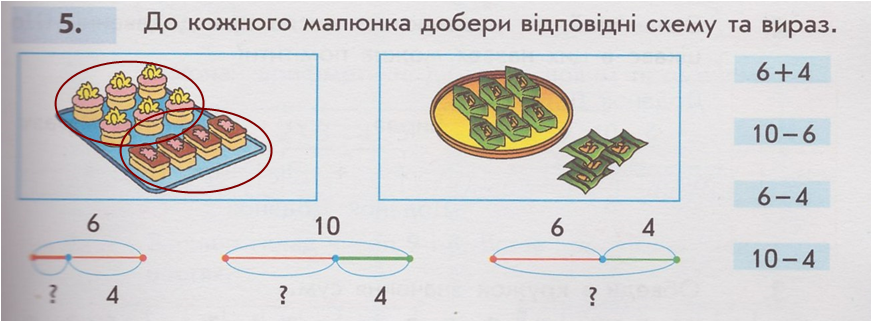 5. До кожного малюнка добери відповідні схему та вираз.
6+4
10−6
6−4
10−4
6 10 6 4
? 4 ? 4 ?